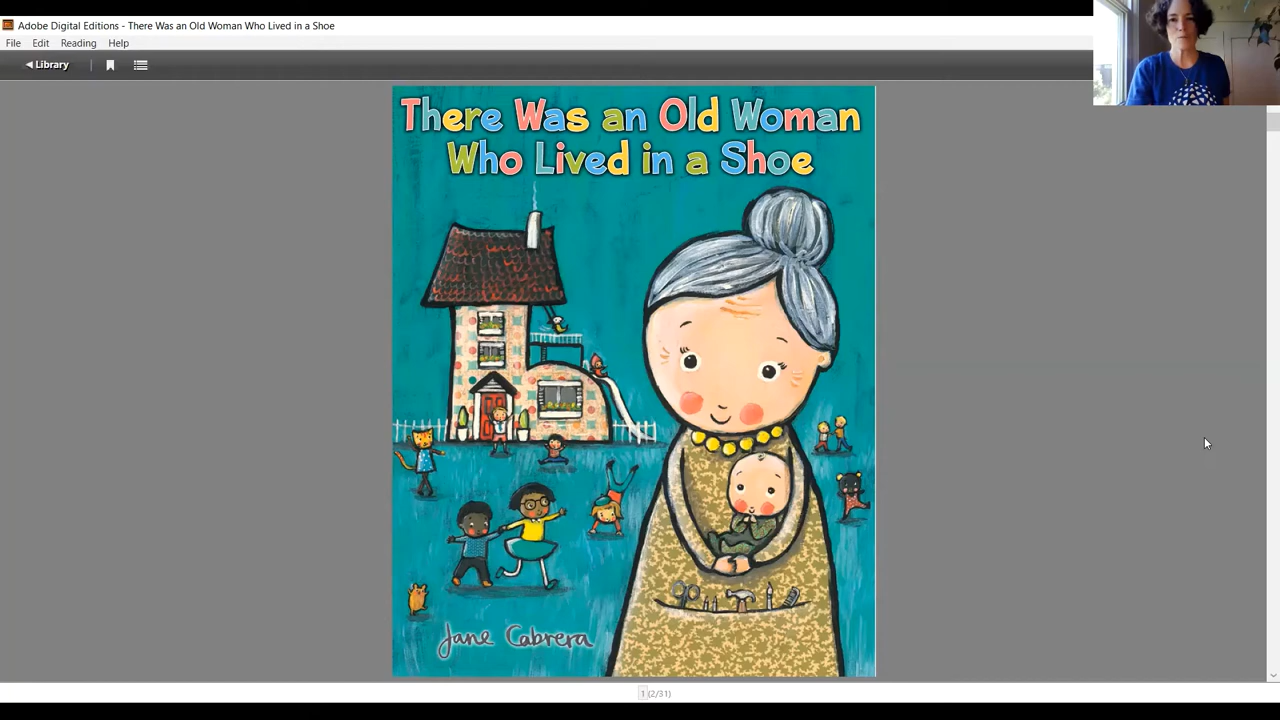 Adobe Digital Editions - There Was an Old Woman Who Lived in a Shoe
File Edit Reading Help
Library
There Was an Old Woman
Who Lived in a Shoe
Jane Cabrera
1 (2/31)